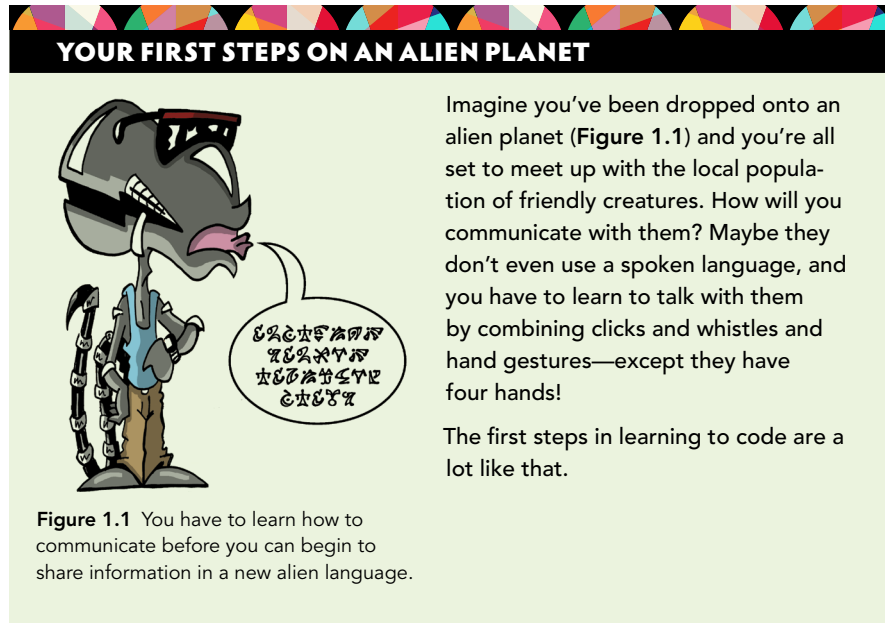 YOUR FIRST STEPS ON AN ALIEN PLANET
Imagine you’ve been dropped onto an
alien planet (Figure 1.1) and you’re all
set to meet up with the local popula-
tion of friendly creatures. How will you
communicate with them? Maybe they
don’t even use a spoken language, and
you have to learn to talk with them
by combining clicks and whistles and
hand gestures—except they have
four hands!
The first steps in learning to code are a
lot like that.
Figure 1.1 You have to learn how to
communicate before you can begin to
share information in a new alien language.